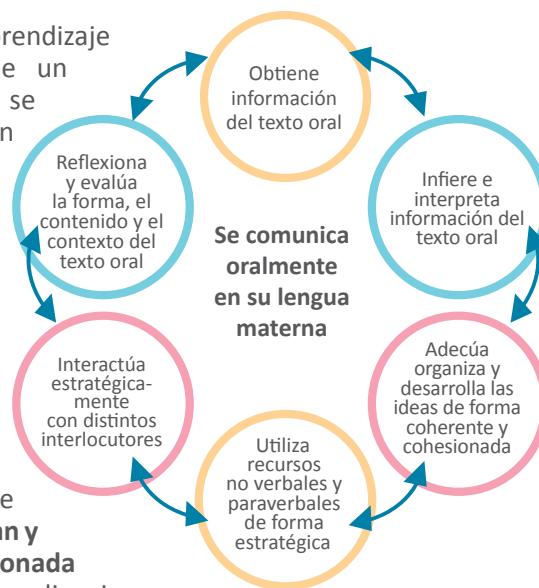 prendizaje
e un
se
n
Obtiene
información
del texto oral
Infiere e
interpreta
información del
texto oral
Adecúa
organiza y
desarrolla las
ideas de forma
coherente y
cohesionada
Utiliza
recursos
no verbales y
paraverbales
de forma
estratégica
Interactúa
estratégica-
mente
con distintos
interlocutores
Reflexiona
y evalúa
la forma, el
contenido y el
contexto del
texto oral
Se comunica
oralmente
en su lengua
materna
e
n y
onada